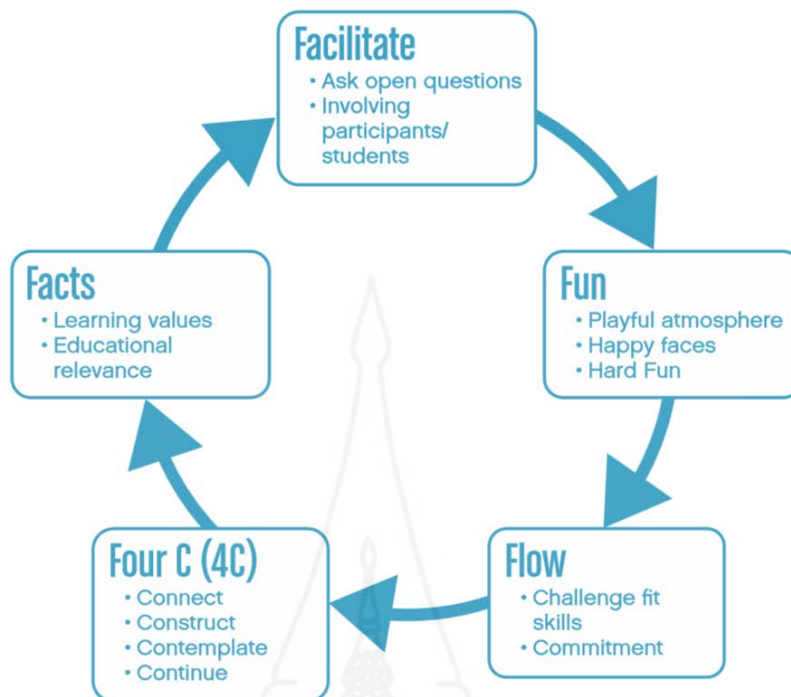 Facilitate
• Ask open questions
• Involving
participants/
students
Fun
• Playful atmosphere
• Happy faces
• Hard Fun
Flow
• Challenge fit
skills
• Commitment
Four C (4C)
• Connect
• Construct
• Contemplate
• Continue
Facts
• Learning values
• Educational
relevance